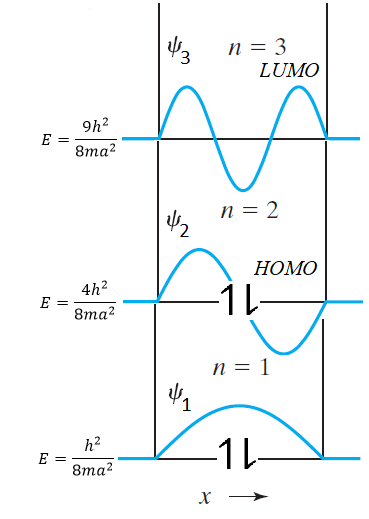 ψ₃ n = 3
LUMO
E = 9h²/8ma²
n = 2
ψ₂
HOMO
E = 4h²/8ma²
n = 1
ψ₁
E = h²/8ma²
x